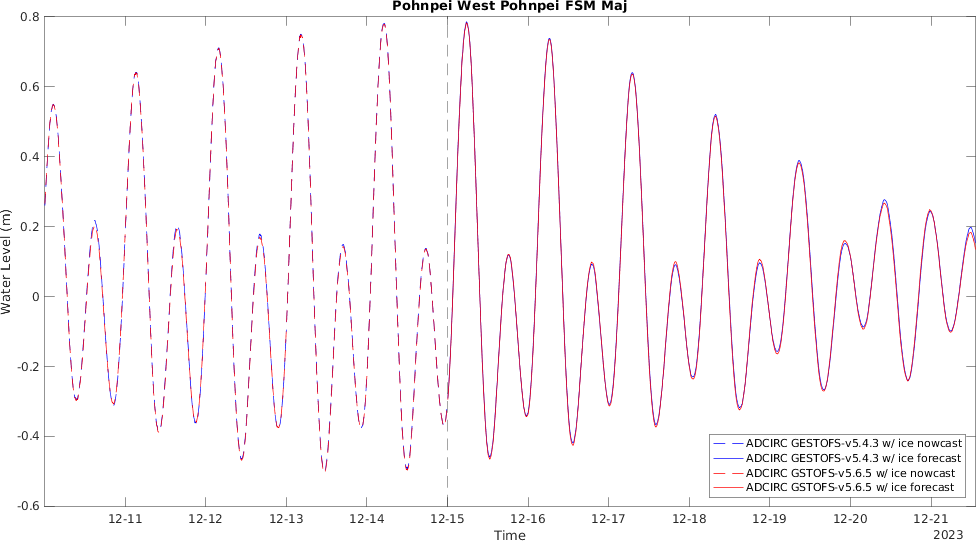 Pohnpei West Pohnpei FSM Maj
Water Level (m)
0.8
0.6
0.4
0.2
0
-0.2
-0.4
-0.6
12-11
12-12
12-13
12-14
12-15
12-16
12-17
12-18
12-19
12-20
12-21
2023
Time
ADCIRC GESTOFS-v5.4.3 w/ ice nowcast
ADCIRC GESTOFS-v5.4.3 w/ ice forecast
ADCIRC GSTOFS-v5.6.5 w/ ice nowcast
ADCIRC GSTOFS-v5.6.5 w/ ice forecast